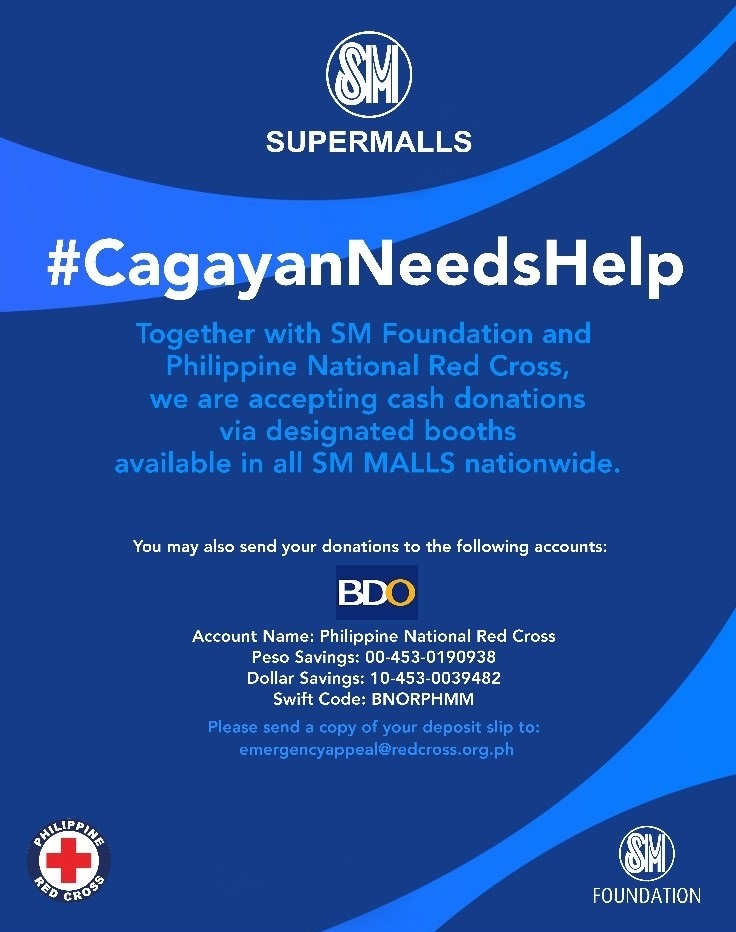 SM
SUPERMALLS
#CagayanNeedsHelp
Together with SM Foundation and
Philippine National Red Cross,
we are accepting cash donations
via designated booths
available in all SM MALLS nationwide.
You may also send your donations to the following accounts:
BDO
Account Name: Philippine National Red Cross
Peso Savings: 00-453-0190938
Dollar Savings: 10-453-0039482
Swift Code: BNORPHMM
Please send a copy of your deposit slip to:
emergencyappeal@redcross.org.ph
PHILIPPINE
RED CROSS
SM
FOUNDATION